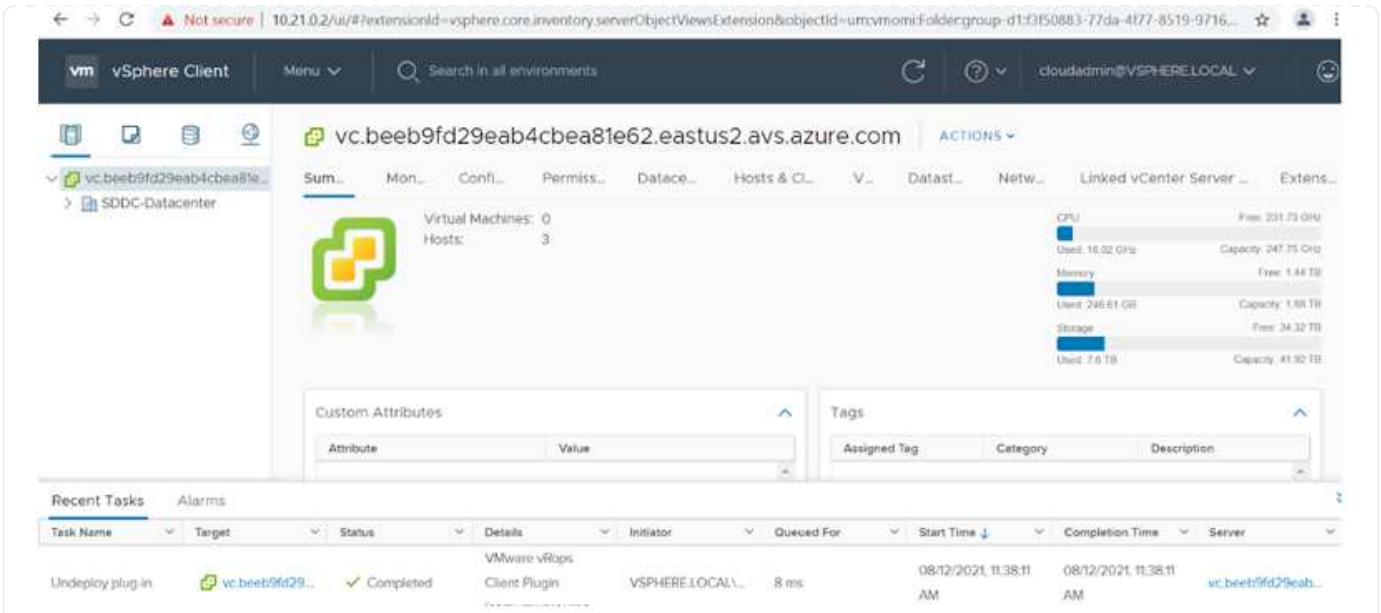 Not secure | 10.21.0.2/ui/#?extensionId=vsphere.core.inventory.serverObjectViewsExtension&objectId=urn:vmomi:Folder:group-d1:f3f50883-77da-4f77-8519-9716...
vm vSphere Client Menu Search in all environments cloudadmin@VSPHERE.LOCAL
vc.beeb9fd29eab4cbea81e62.eastus2.avs.azure.com ACTIONS
vc.beeb9fd29eab4cbea81e...
SDDC-Datacenter
Sum... Mon... Confi... Permiss... Datace... Hosts & Cl... V... Datast... Netw... Linked vCenter Server ... Extens...
Virtual Machines: 0
Hosts: 3
CPU Free: 231.73 GHz
Used: 16.02 GHz Capacity: 247.75 GHz
Memory Free: 1.44 TB
Used: 246.61 GB Capacity: 1.68 TB
Storage Free: 34.32 TB
Used: 7.6 TB Capacity: 41.92 TB
Custom Attributes
Attribute Value
Tags
Assigned Tag Category Description
Recent Tasks Alarms
Task Name Target Status Details Initiator Queued For Start Time Completion Time Server
Undeploy plug-in vc.beeb9fd29... Completed VMware vRops
Client Plugin
VSPHERE.LOCAL\... 8 ms 08/12/2021, 11:38:11
AM
08/12/2021, 11:38:11
AM
vc.beeb9fd29eab...